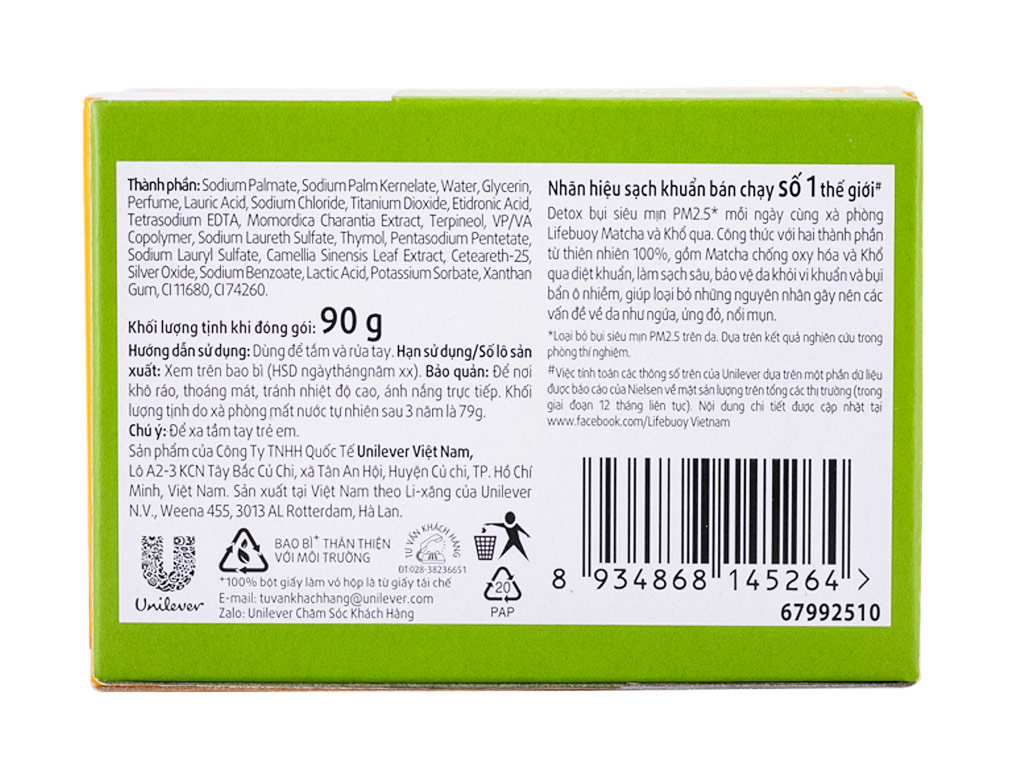 Thành phần: Sodium Palmate, Sodium Palm Kernelate, Water, Glycerin,
Perfume, Lauric Acid, Sodium Chloride, Titanium Dioxide, Etidronic Acid,
Tetrasodium EDTA, Momordica Charantia Extract, Terpineol, VP/VA
Copolymer, Sodium Laureth Sulfate, Thymol, Pentasodium Pentetate,
Sodium Lauryl Sulfate, Camellia Sinensis Leaf Extract, Ceteareth-25,
Silver Oxide, Sodium Benzoate, Lactic Acid, Potassium Sorbate, Xanthan
Gum, CI 11680, CI 74260.
Khối lượng tịnh khi đóng gói: 90 g
Hướng dẫn sử dụng: Dùng để tắm và rửa tay. Hạn sử dụng/Số lô sản
xuất: Xem trên bao bì (HSD ngàythángnăm xx). Bảo quản: Để nơi
khô ráo, thoáng mát, tránh nhiệt độ cao, ánh nắng trực tiếp. Khối
lượng tịnh do xà phòng mất nước tự nhiên sau 3 năm là 79g.
Chú ý: Để xa tầm tay trẻ em.
Sản phẩm của Công Ty TNHH Quốc Tế Unilever Việt Nam,
Lô A2-3 KCN Tây Bắc Củ Chi, xã Tân An Hội, Huyện Củ chi, TP. Hồ Chí
Minh, Việt Nam. Sản xuất tại Việt Nam theo Li-xăng của Unilever
N.V., Weena 455, 3013 AL Rotterdam, Hà Lan.
Unilever
BAO BÌ+ THÂN THIỆN
VỚI MÔI TRƯỜNG
TƯ VẤN KHÁCH HÀNG
ĐT:028-38236651
+100% bột giấy làm vỏ hộp là từ giấy tái chế
E-mail: tuvankhachhang@unilever.com
Zalo: Unilever Chăm Sóc Khách Hàng
20
PAP
Nhãn hiệu sạch khuẩn bán chạy số 1 thế giới#
Detox bụi siêu mịn PM2.5* mỗi ngày cùng xà phòng
Lifebuoy Matcha và Khổ qua. Công thức với hai thành phần
từ thiên nhiên 100%, gồm Matcha chống oxy hóa và Khổ
qua diệt khuẩn, làm sạch sâu, bảo vệ da khỏi vi khuẩn và bụi
bẩn ô nhiễm, giúp loại bỏ những nguyên nhân gây nên các
vấn đề về da như ngứa, ửng đỏ, nổi mụn.
*Loại bỏ bụi siêu mịn PM2.5 trên da. Dựa trên kết quả nghiên cứu trong
phòng thí nghiệm.
#Việc tính toán các thông số trên của Unilever dựa trên một phần dữ liệu
được báo cáo của Nielsen về mặt sản lượng trên tổng các thị trường (trong
giai đoạn 12 tháng liên tục). Nội dung chi tiết được cập nhật tại
www.facebook.com/Lifebuoy Vietnam
8 934868 145264 >
67992510